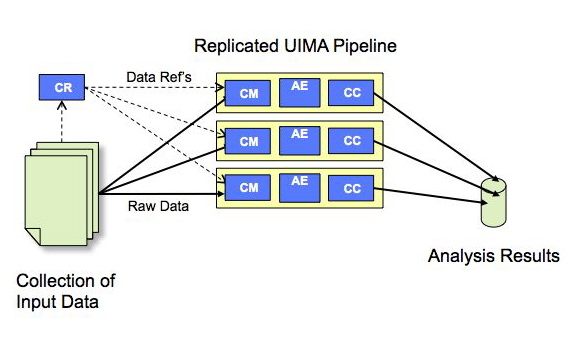 Replicated UIMA Pipeline
CR
Data Ref's
CM AE CC
CM AE CC
CM AE CC
Raw Data
Analysis Results
Collection of
Input Data